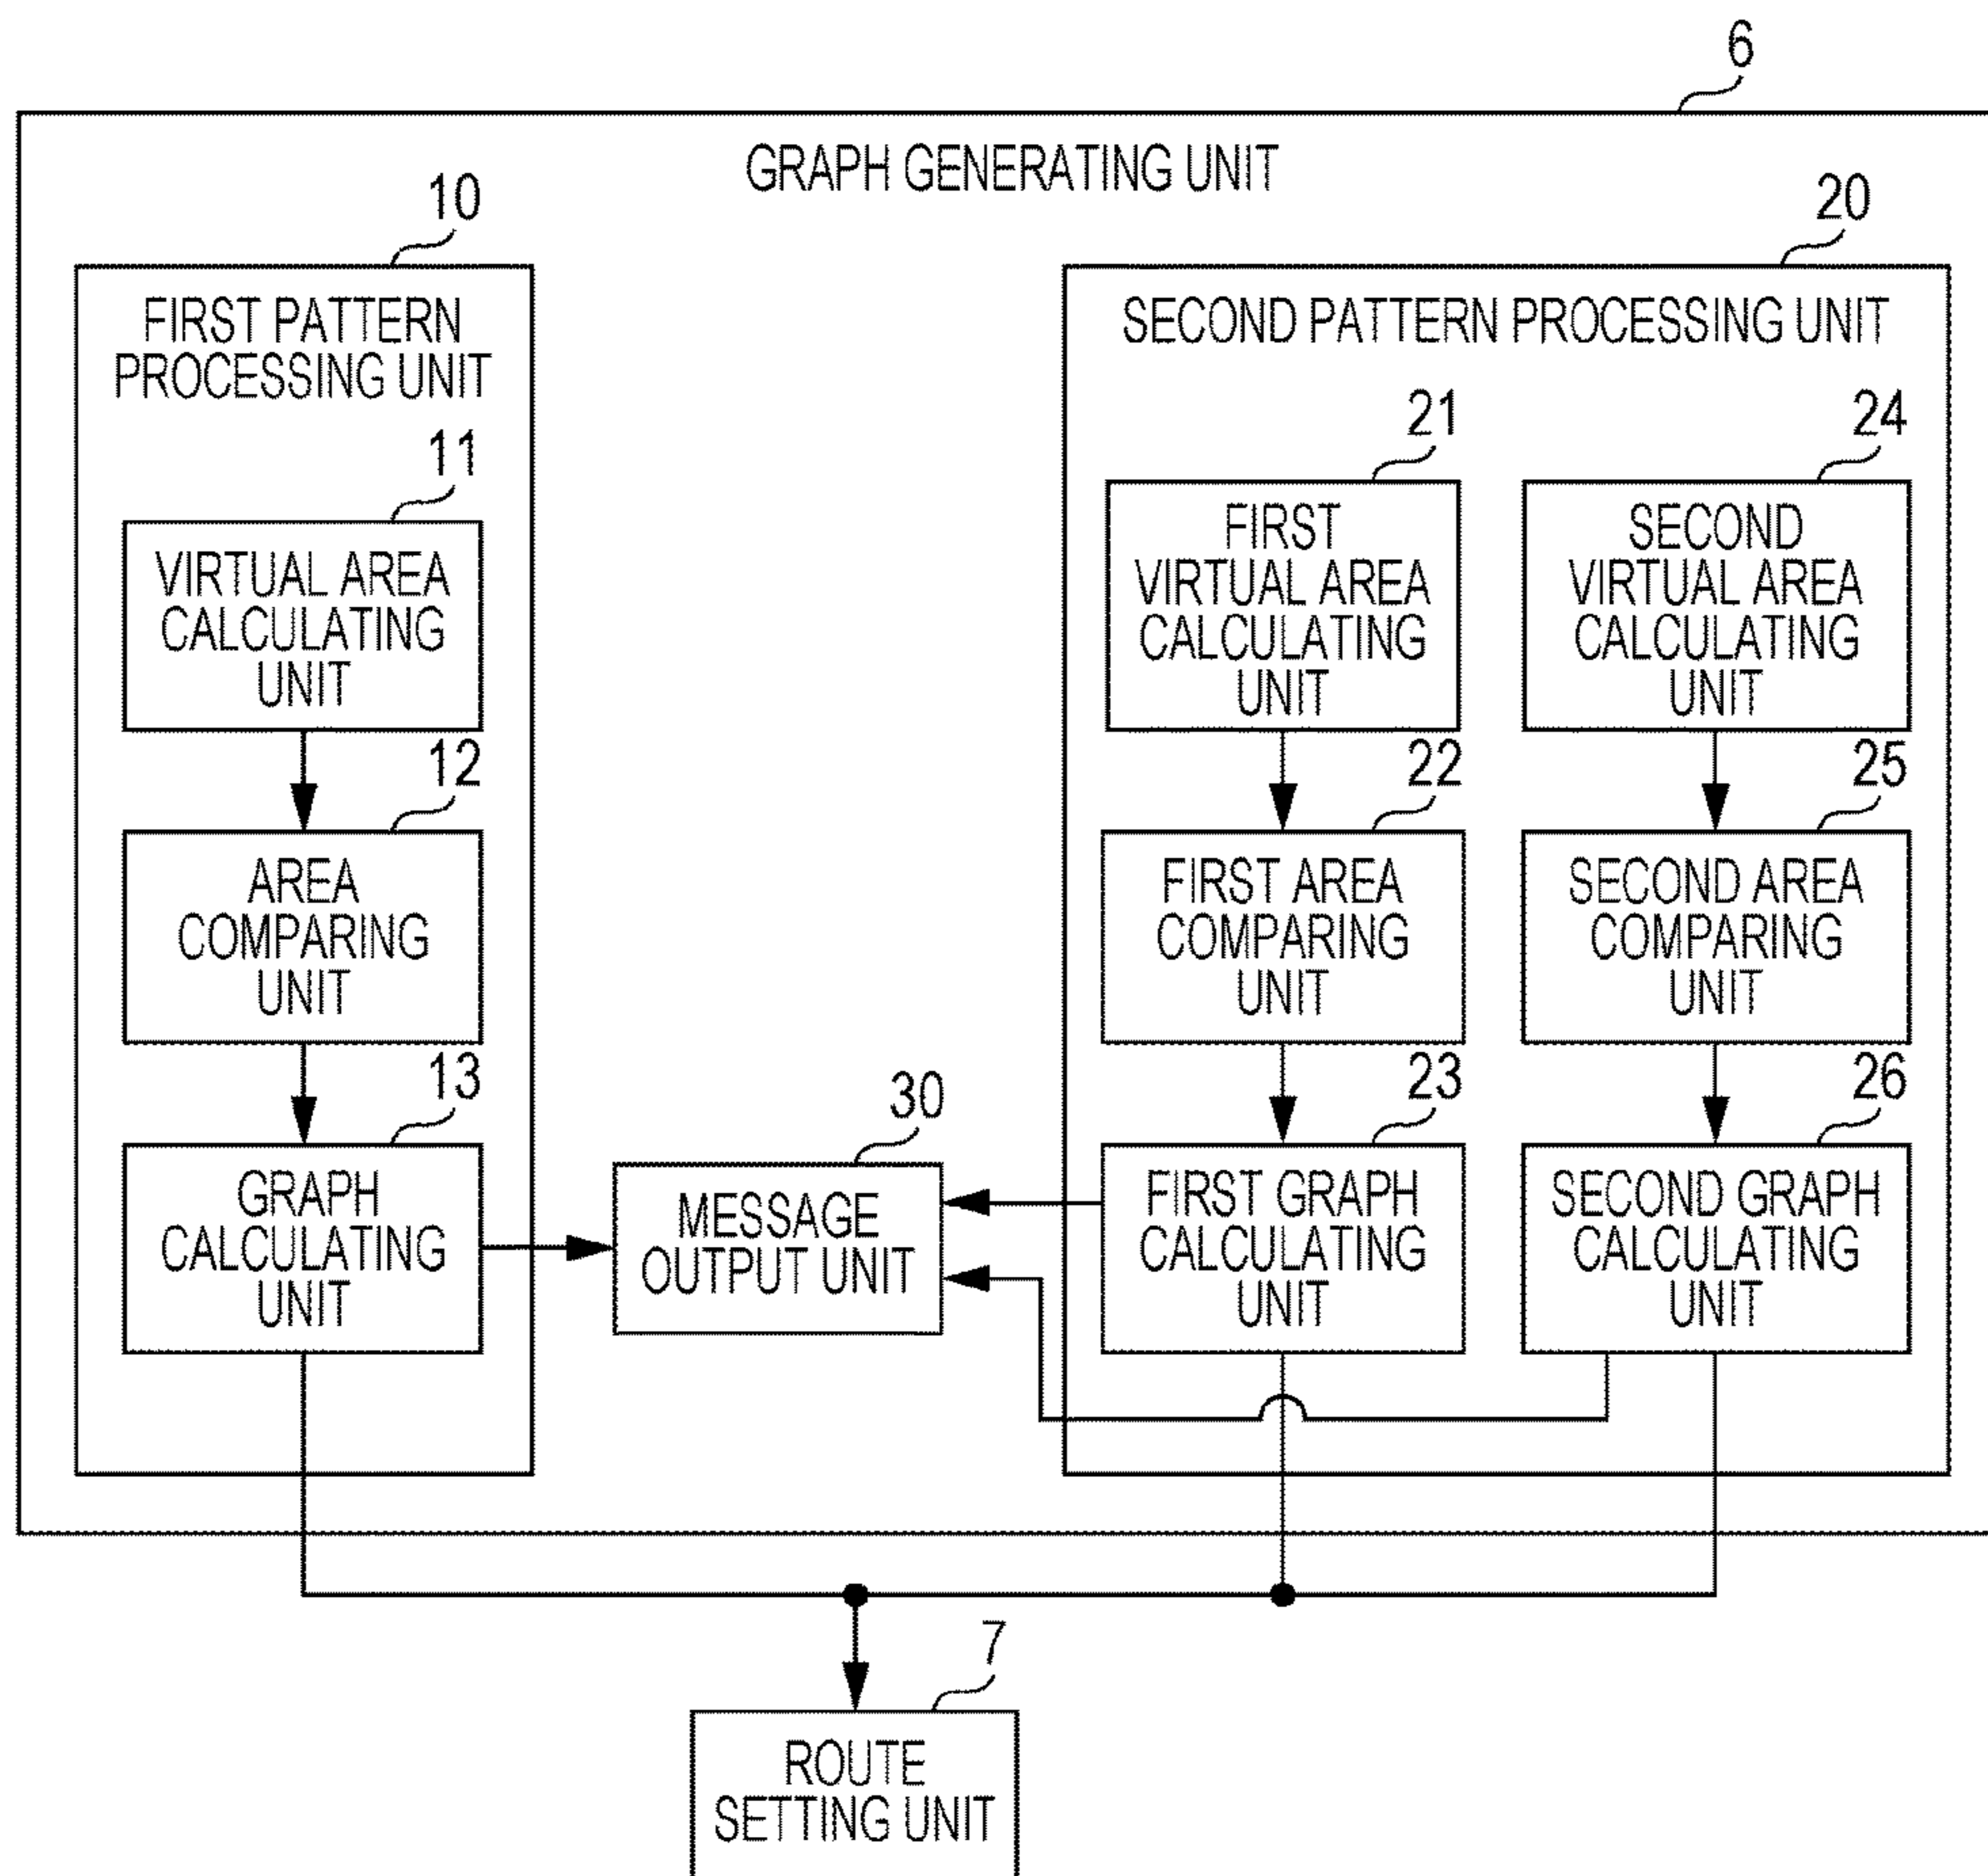 6
GRAPH GENERATING UNIT
10
FIRST PATTERN
PROCESSING UNIT
11
VIRTUAL AREA
CALCULATING
UNIT
12
AREA
COMPARING
UNIT
13
GRAPH
CALCULATING
UNIT
30
MESSAGE
OUTPUT UNIT
20
SECOND PATTERN PROCESSING UNIT
21
FIRST
VIRTUAL AREA
CALCULATING
UNIT
22
FIRST AREA
COMPARING
UNIT
23
FIRST GRAPH
CALCULATING
UNIT
24
SECOND
VIRTUAL AREA
CALCULATING
UNIT
25
SECOND AREA
COMPARING
UNIT
26
SECOND GRAPH
CALCULATING
UNIT
7
ROUTE
SETTING UNIT